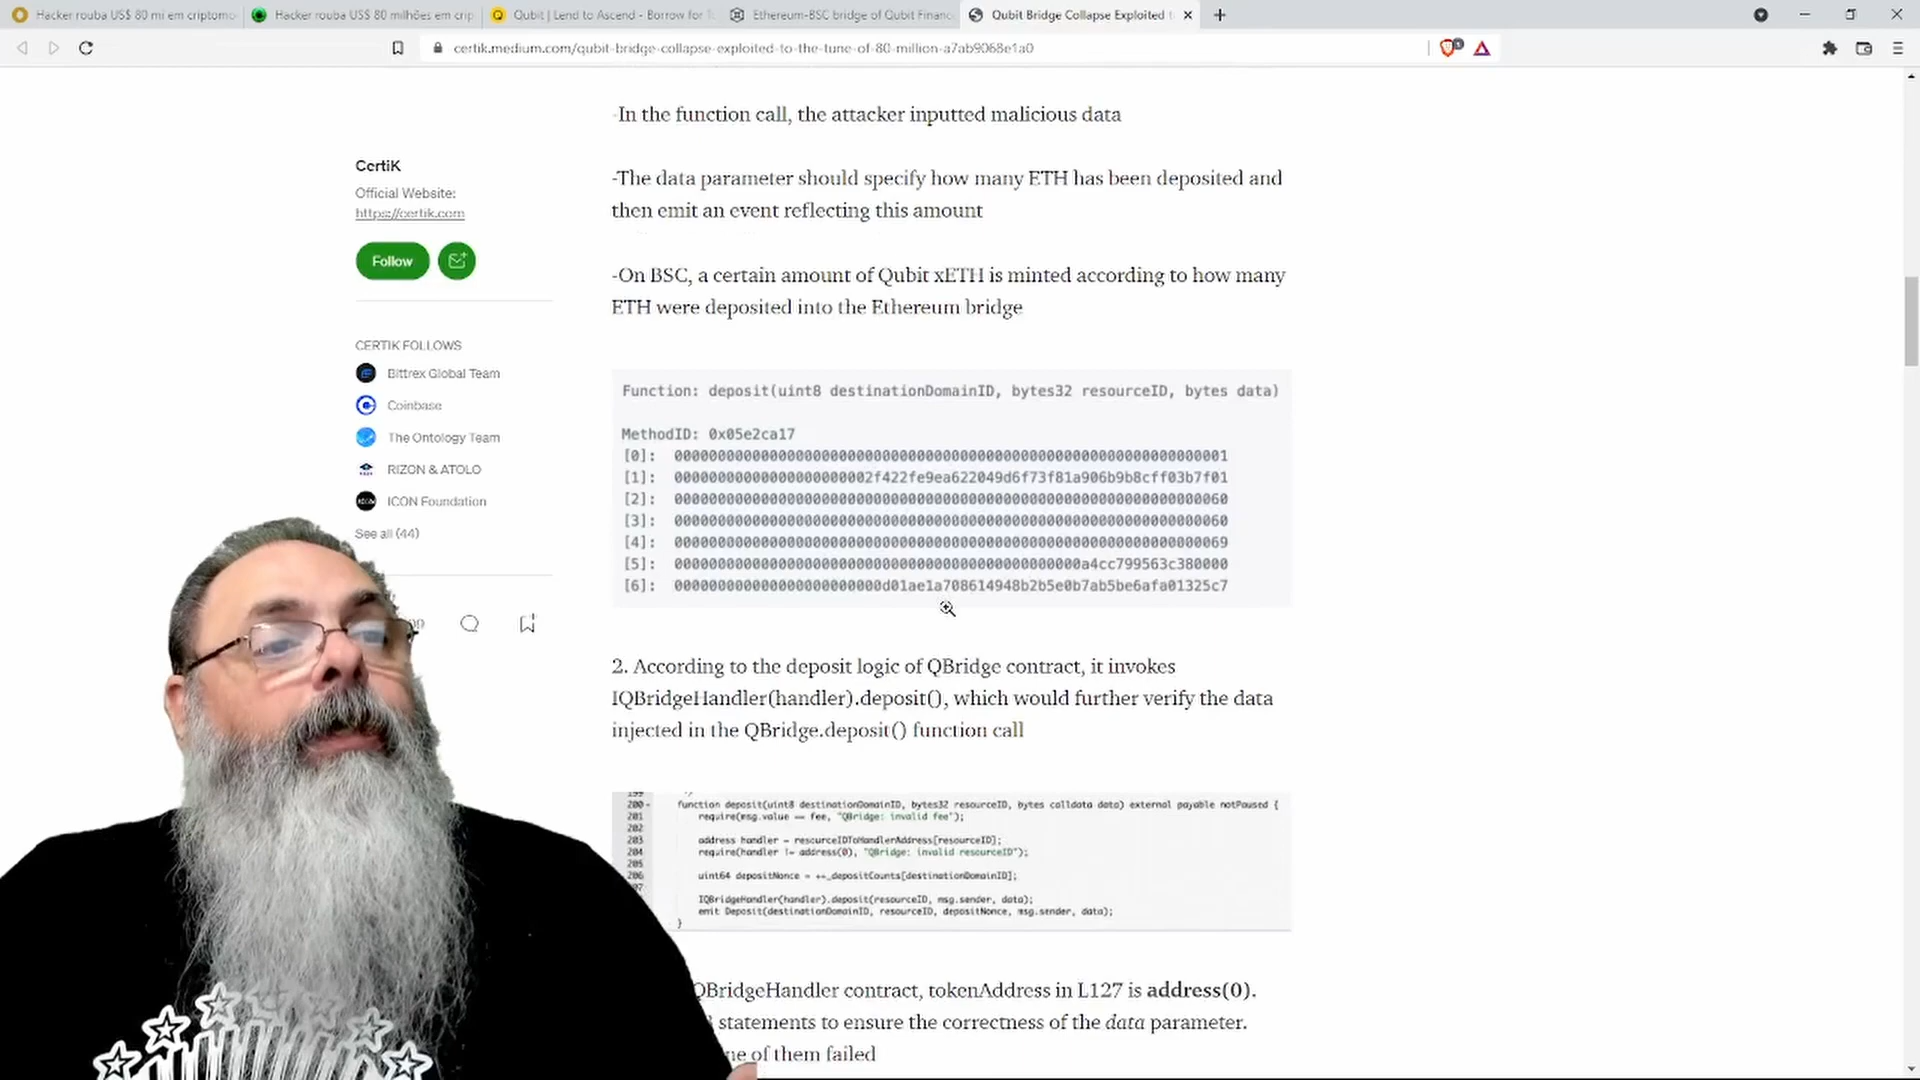 Hacker rouba US$ 80 mi em criptomo
Hacker rouba US$ 80 milhões em crip
Qubit | Lend to Ascend - Borrow for
Ethereum-BSC bridge of Qubit Financ
Qubit Bridge Collapse Exploited t
certik.medium.com/qubit-bridge-collapse-exploited-to-the-tune-of-80-million-a7ab9068e1a0
-In the function call, the attacker inputted malicious data
-The data parameter should specify how many ETH has been deposited and
then emit an event reflecting this amount
-On BSC, a certain amount of Qubit xETH is minted according to how many
ETH were deposited into the Ethereum bridge
CertiK
Official Website:
https://certik.com
Follow
CERTIK FOLLOWS
Bittrex Global Team
Coinbase
The Ontology Team
RIZON & ATOLO
ICON Foundation
See all (44)
Function: deposit(uint8 destinationDomainID, bytes32 resourceID, bytes data)
MethodID: 0x05e2ca17
[0]: 0000000000000000000000000000000000000000000000000000000000000001
[1]: 00000000000000000000002f422fe9ea622049d6f73f81a906b9b8cff03b7f01
[2]: 0000000000000000000000000000000000000000000000000000000000000060
[3]: 0000000000000000000000000000000000000000000000000000000000000060
[4]: 0000000000000000000000000000000000000000000000000000000000000069
[5]: 00000000000000000000000000000000000000000000000a4cc799563c380000
[6]: 000000000000000000000000d01ae1a708614948b2b5e0b7ab5be6afa01325c7
2. According to the deposit logic of QBridge contract, it invokes
IQBridgeHandler(handler).deposit(), which would further verify the data
injected in the QBridge.deposit() function call
199
200 function deposit(uint8 destinationDomainID, bytes32 resourceID, bytes calldata data) external payable notPaused {
201 require(msg.value == fee, "QBridge: invalid fee");
202
203 address handler = resourceIDToHandlerAddress[resourceID];
204 require(handler != address(0), "QBridge: invalid resourceID");
205
206 uint64 depositNonce = ++_depositCounts[destinationDomainID];
IQBridgeHandler(handler).deposit(resourceID, msg.sender, data);
emit Deposit(destinationDomainID, resourceID, depositNonce, msg.sender, data);
}
QBridgeHandler contract, tokenAddress in L127 is address(0).
statements to ensure the correctness of the data parameter.
of them failed